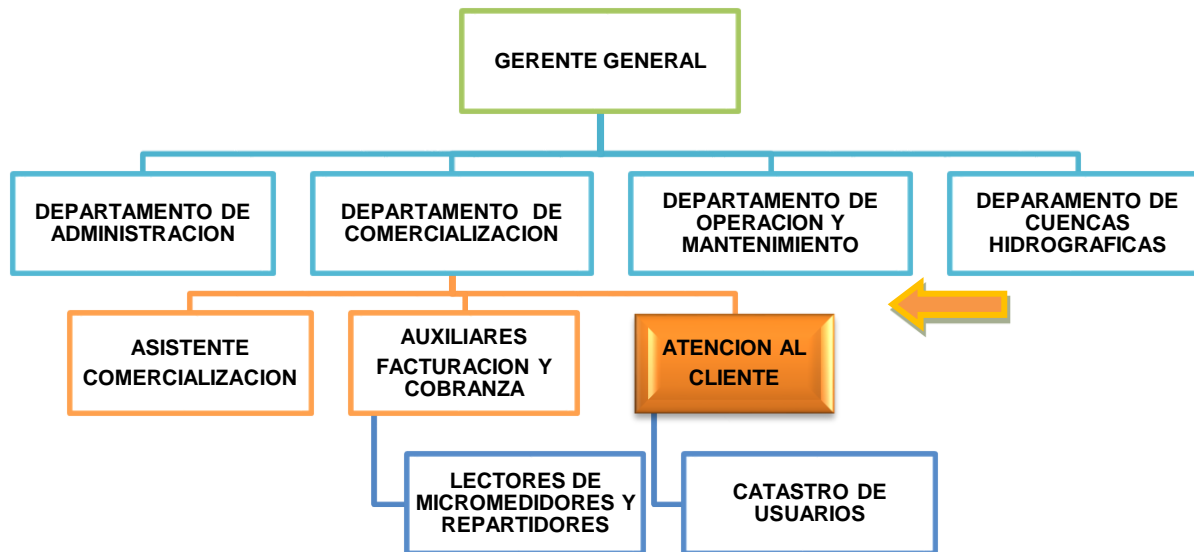 GERENTE GENERAL
DEPARTAMENTO DE
ADMINISTRACION
DEPARTAMENTO DE
COMERCIALIZACION
DEPARTAMENTO DE
OPERACION Y
MANTENIMIENTO
DEPARAMENTO DE
CUENCAS
HIDROGRAFICAS
ASISTENTE
COMERCIALIZACION
AUXILIARES
FACTURACION Y
COBRANZA
ATENCION AL
CLIENTE
LECTORES DE
MICROMEDIDORES Y
REPARTIDORES
CATASTRO DE
USUARIOS